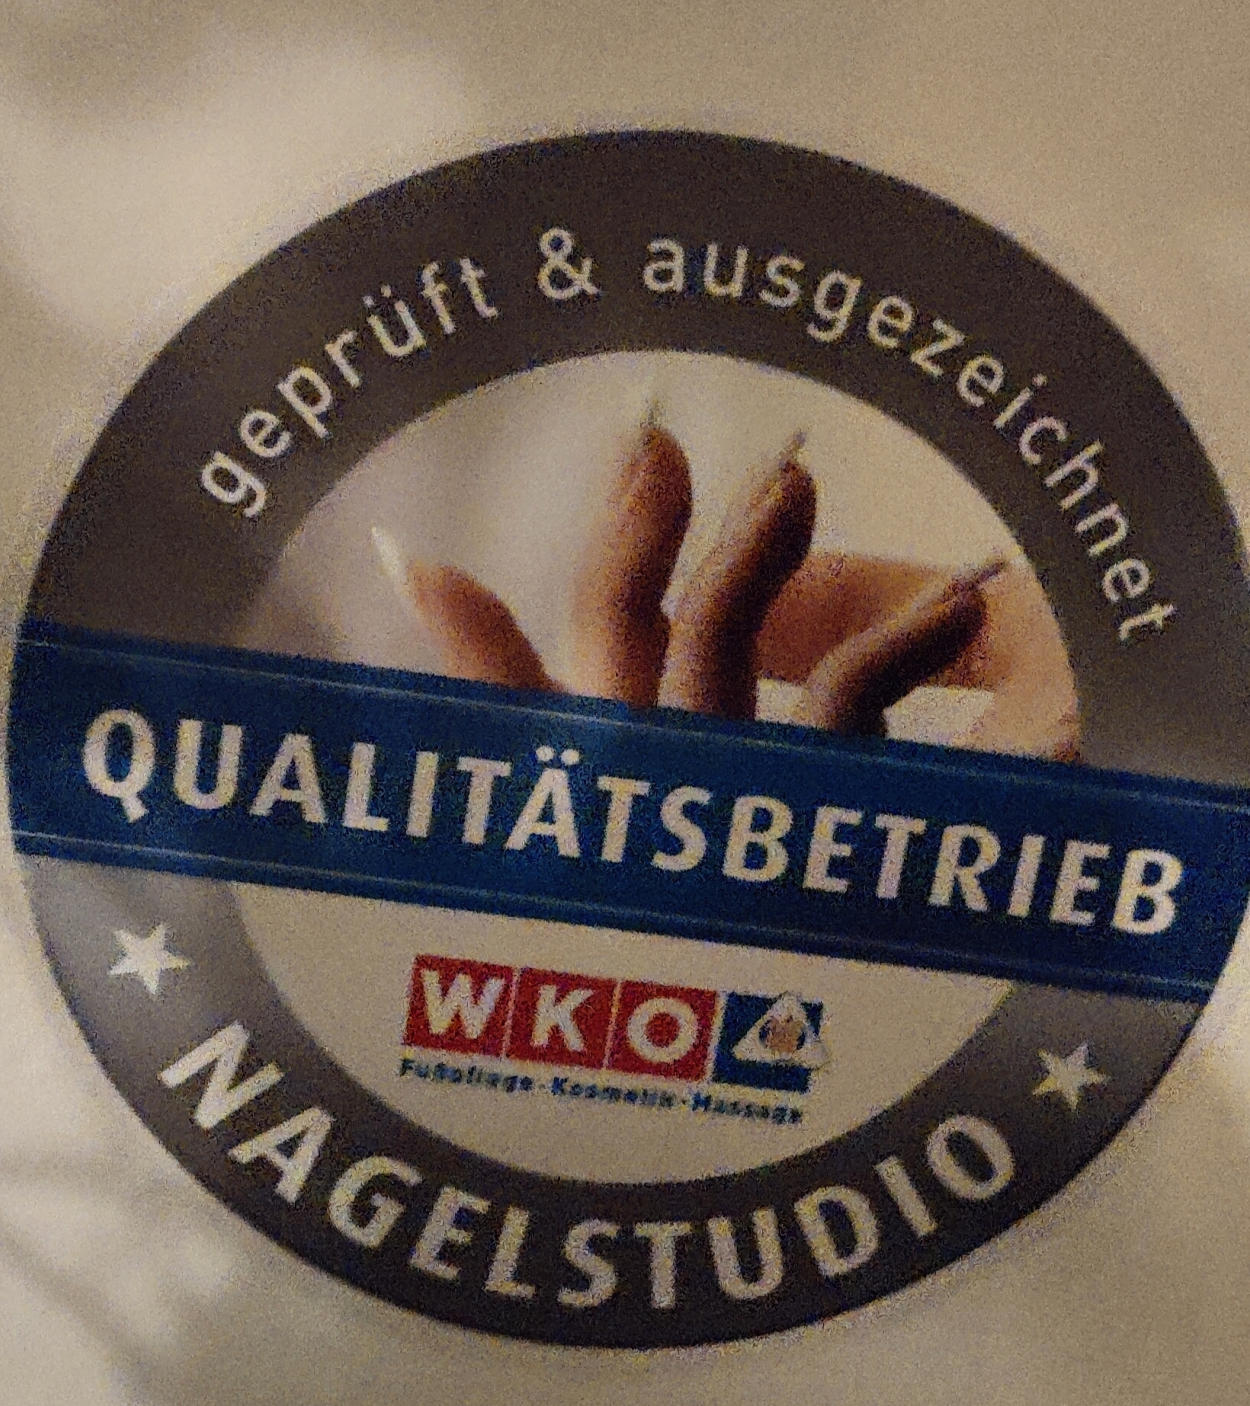 geprüft & ausgezeichnet
QUALITÄTSBETRIEB
WKO
Fußpflege · Kosmetik · Massage
NAGELSTUDIO